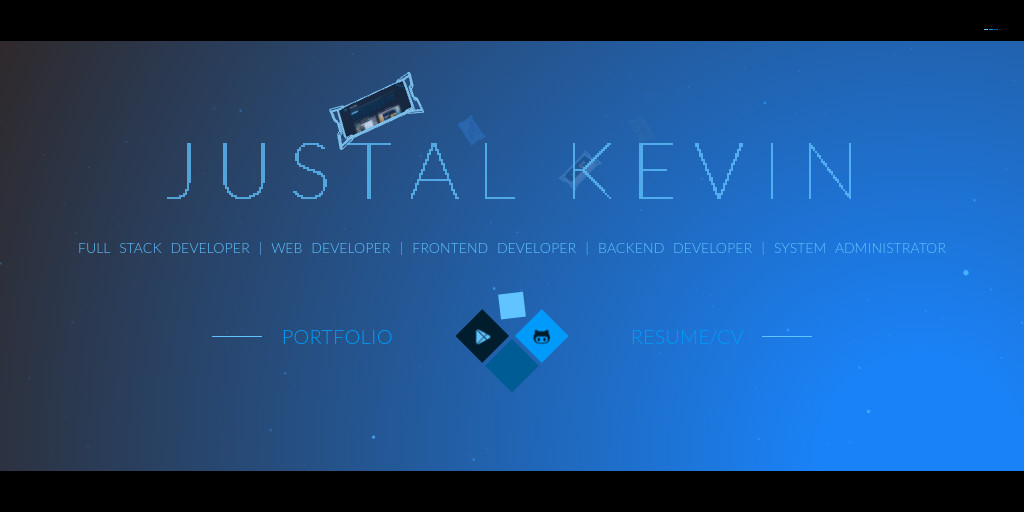 JUSTAL KEVIN
FULL STACK DEVELOPER | WEB DEVELOPER | FRONTEND DEVELOPER | BACKEND DEVELOPER | SYSTEM ADMINISTRATOR
PORTFOLIO
RESUME/CV